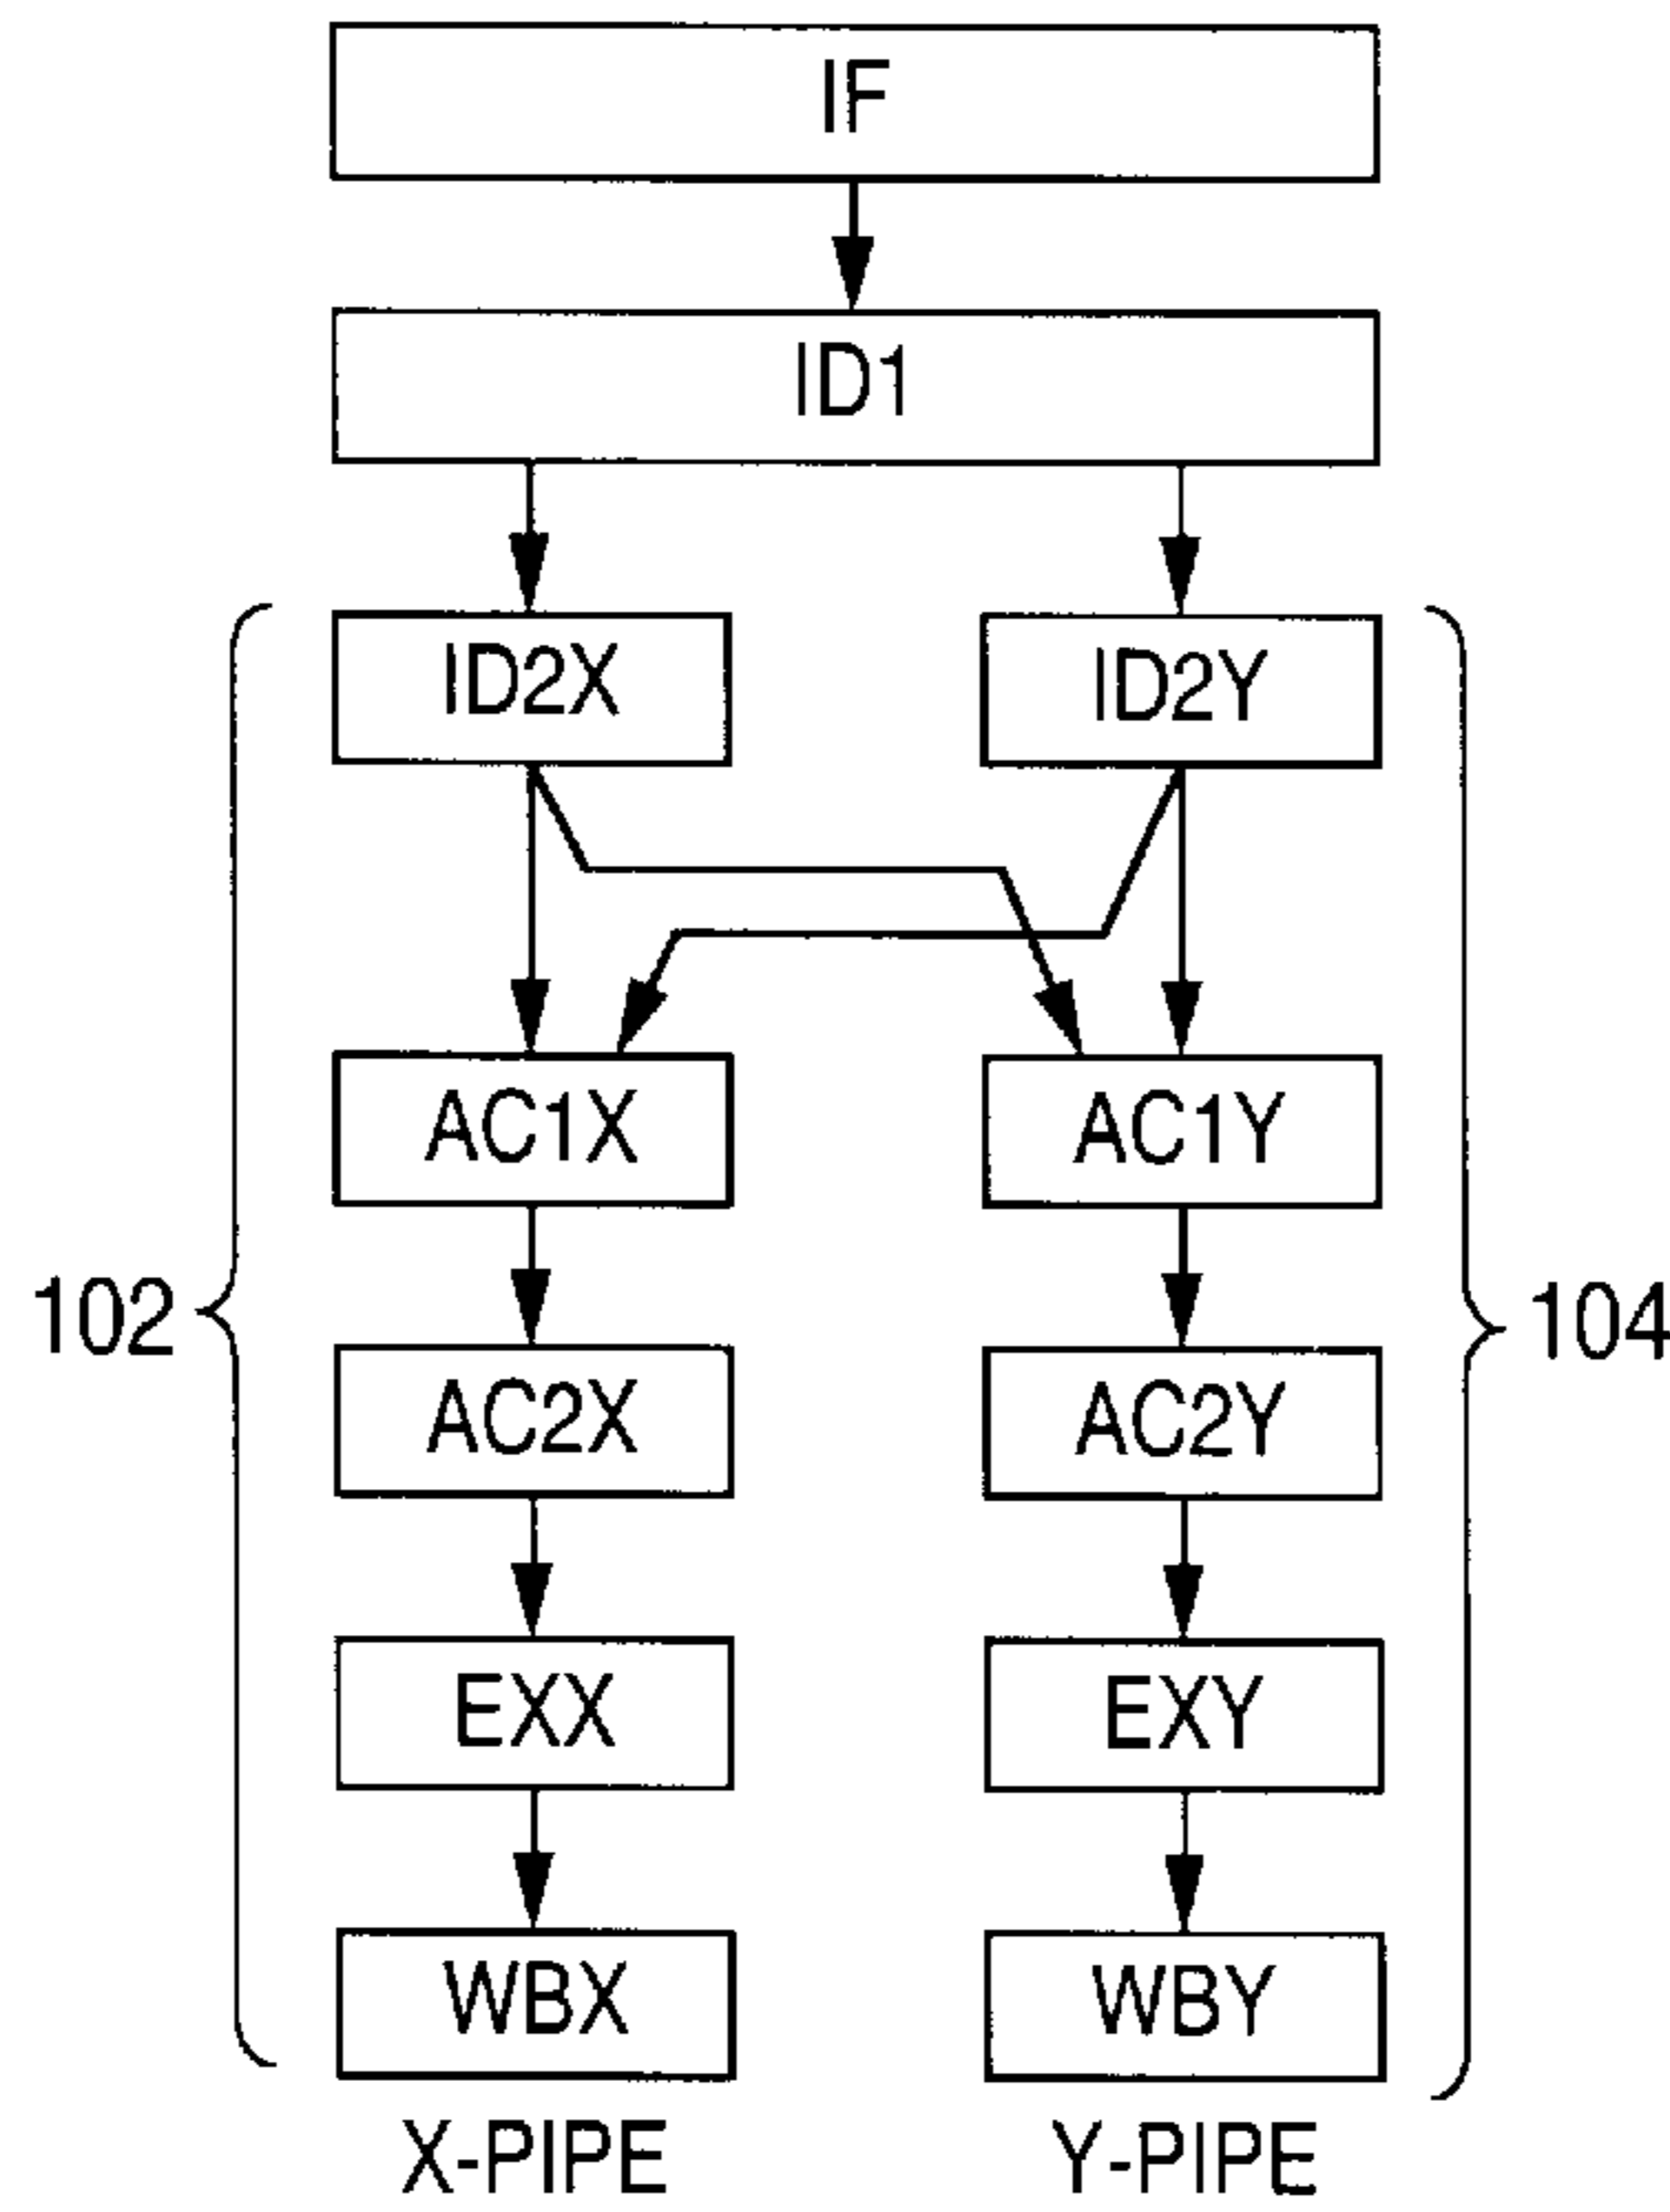 IF
ID1
ID2X
ID2Y
AC1X
AC1Y
102
104
AC2X
AC2Y
EXX
EXY
WBX
WBY
X-PIPE
Y-PIPE